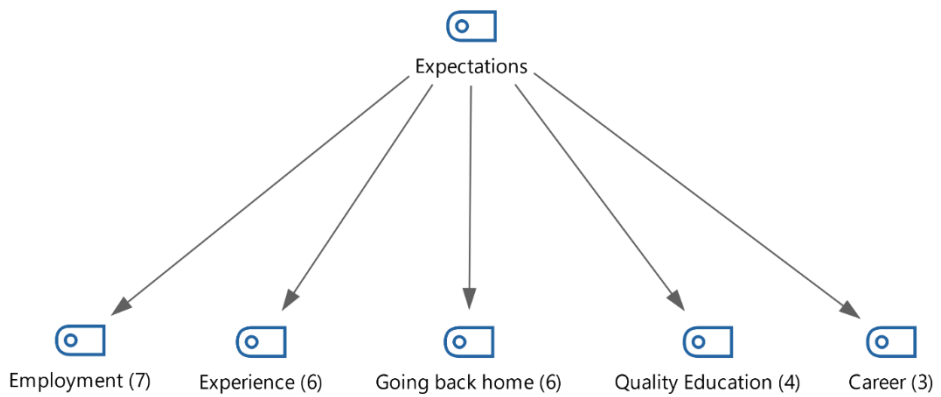 Expectations
Employment (7)
Experience (6)
Going back home (6)
Quality Education (4)
Career (3)